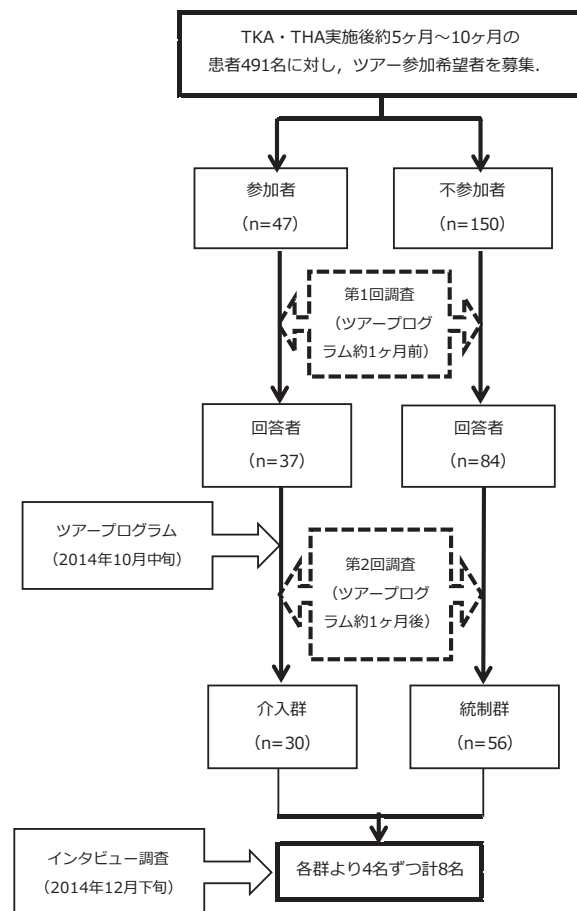 TKA・THA実施後約5ヶ月～10ヶ月の
患者491名に対し，ツアー参加希望者を募集．
参加者
（n=47）
不参加者
（n=150）
第1回調査
（ツアープログ
ラム約1ヶ月前）
回答者
（n=37）
回答者
（n=84）
ツアープログラム
（2014年10月中旬）
第2回調査
（ツアープログ
ラム約1ヶ月後）
介入群
（n=30）
統制群
（n=56）
インタビュー調査
（2014年12月下旬）
各群より4名ずつ計8名